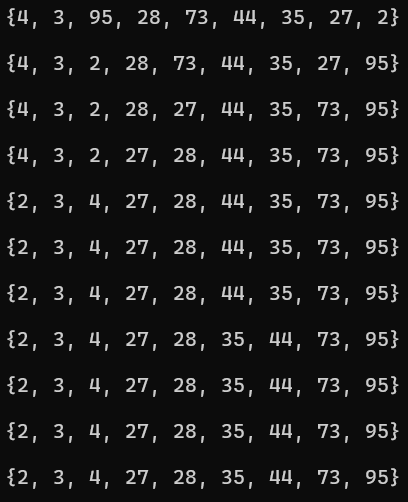 {4, 3, 95, 28, 73, 44, 35, 27, 2}
{4, 3, 2, 28, 73, 44, 35, 27, 95}
{4, 3, 2, 28, 27, 44, 35, 73, 95}
{4, 3, 2, 27, 28, 44, 35, 73, 95}
{2, 3, 4, 27, 28, 44, 35, 73, 95}
{2, 3, 4, 27, 28, 44, 35, 73, 95}
{2, 3, 4, 27, 28, 44, 35, 73, 95}
{2, 3, 4, 27, 28, 35, 44, 73, 95}
{2, 3, 4, 27, 28, 35, 44, 73, 95}
{2, 3, 4, 27, 28, 35, 44, 73, 95}
{2, 3, 4, 27, 28, 35, 44, 73, 95}